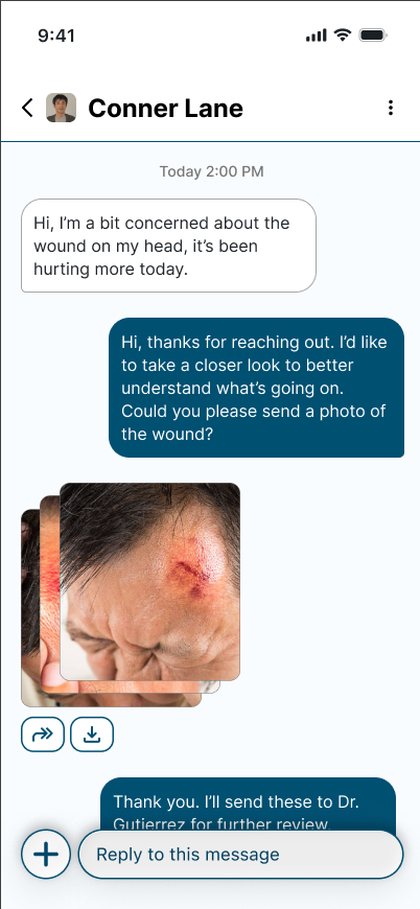 9:41
Conner Lane
Today 2:00 PM
Hi, I’m a bit concerned about the
wound on my head, it’s been
hurting more today.
Hi, thanks for reaching out. I’d like
to take a closer look to better
understand what’s going on.
Could you please send a photo of
the wound?
Thank you. I’ll send these to Dr.
Gutierrez for further review.
Reply to this message